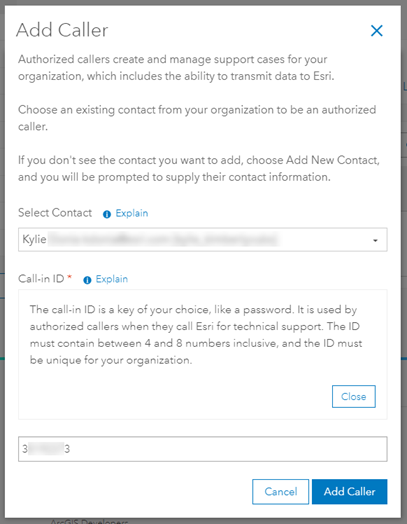 Add Caller
Authorized callers create and manage support cases for your
organization, which includes the ability to transmit data to Esri.
Choose an existing contact from your organization to be an authorized
caller.
If you don't see the contact you want to add, choose Add New Contact,
and you will be prompted to supply their contact information.
Select Contact Explain
Kylie
Call-in ID * Explain
The call-in ID is a key of your choice, like a password. It is used by
authorized callers when they call Esri for technical support. The ID
must contain between 4 and 8 numbers inclusive, and the ID must
be unique for your organization.
Close
3 3
Cancel Add Caller
ArcGIS Developers